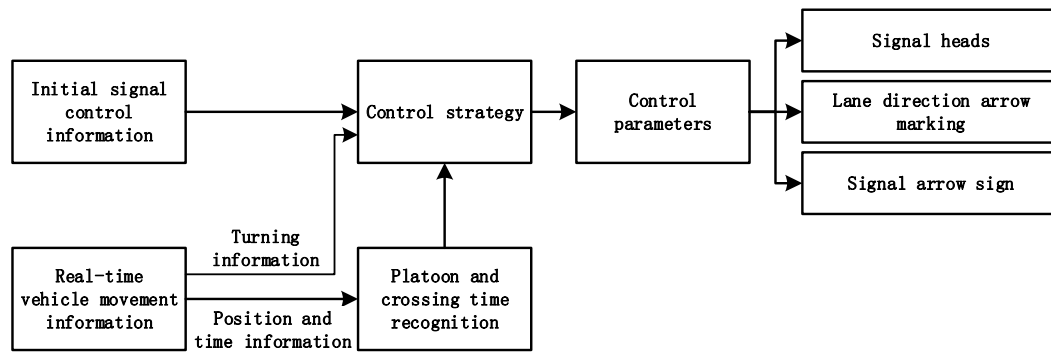 Initial signal
control
information
Control strategy
Control
parameters
Signal heads
Lane direction arrow
marking
Signal arrow sign
Turning
information
Real-time
vehicle movement
information
Position and
time information
Platoon and
crossing time
recognition